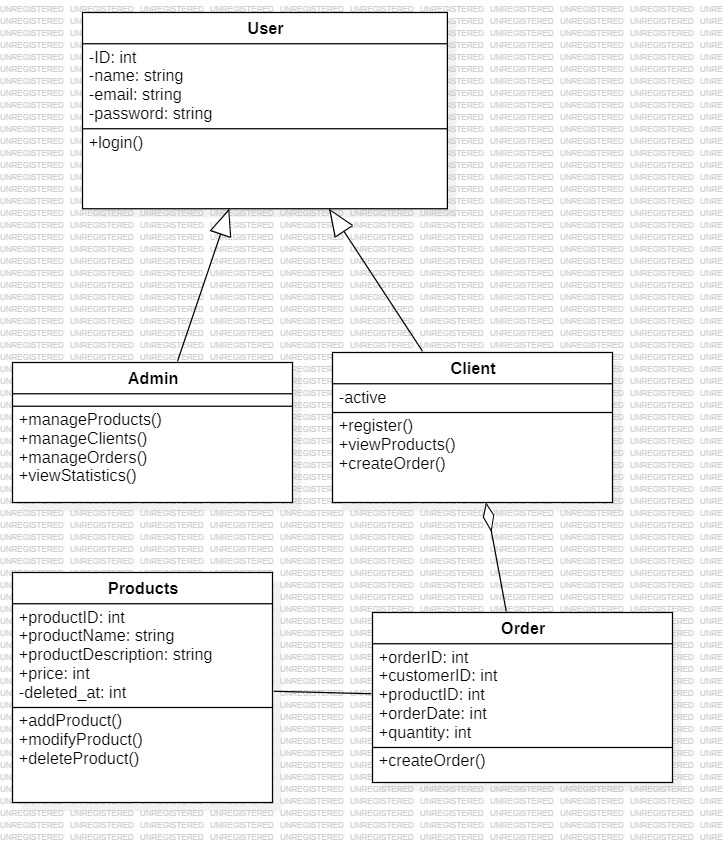 User
-ID: int
-name: string
-email: string
-password: string
+login()
Admin
+manageProducts()
+manageClients()
+manageOrders()
+viewStatistics()
Client
-active
+register()
+viewProducts()
+createOrder()
Products
+productID: int
+productName: string
+productDescription: string
+price: int
-deleted_at: int
+addProduct()
+modifyProduct()
+deleteProduct()
Order
+orderID: int
+customerID: int
+productID: int
+orderDate: int
+quantity: int
+createOrder()
UNREGISTERED